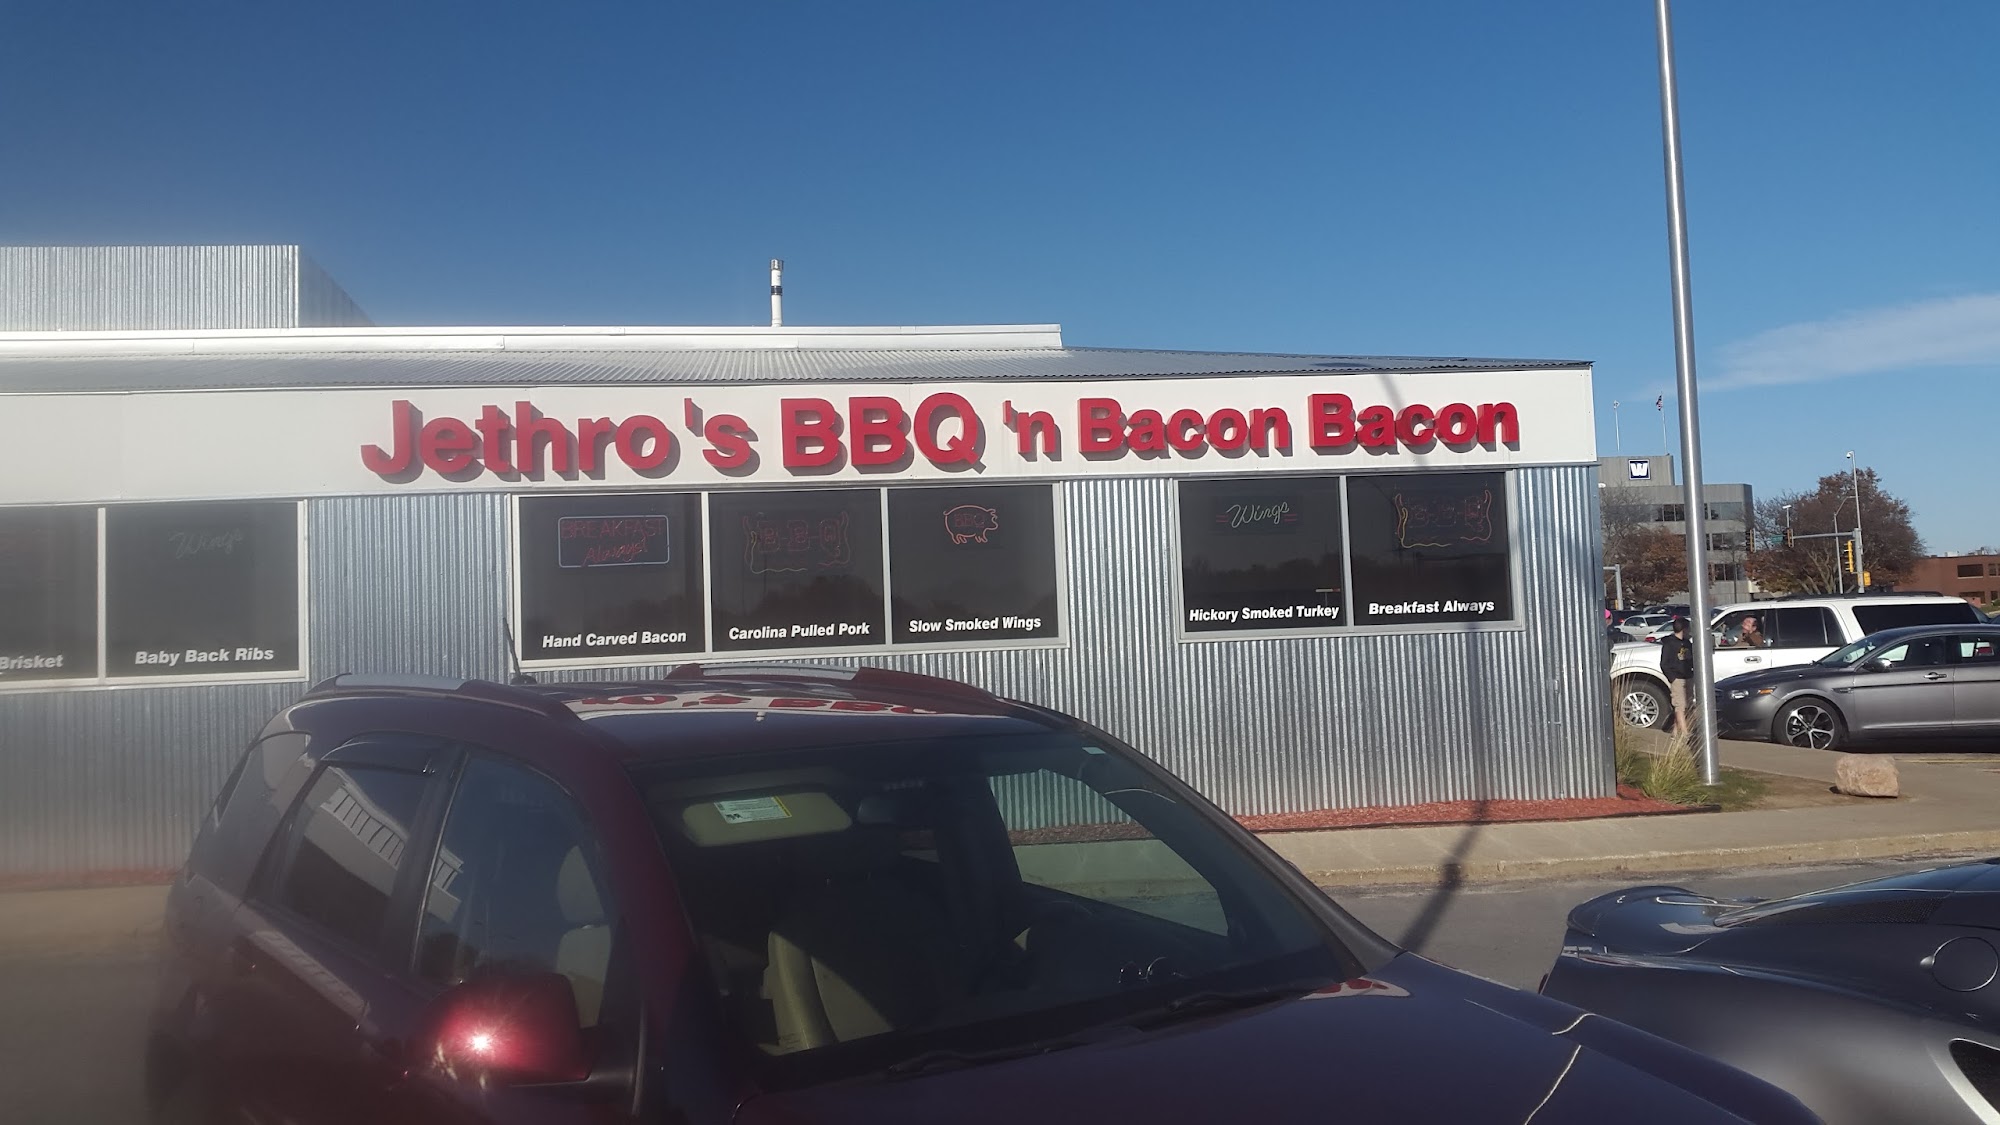 Jethro's BBQ 'n Bacon Bacon
Wings
BREAKFAST
Always!
B-B-Q
BBQ
Wings
B-B-Q
Brisket
Baby Back Ribs
Hand Carved Bacon
Carolina Pulled Pork
Slow Smoked Wings
Hickory Smoked Turkey
Breakfast Always
W